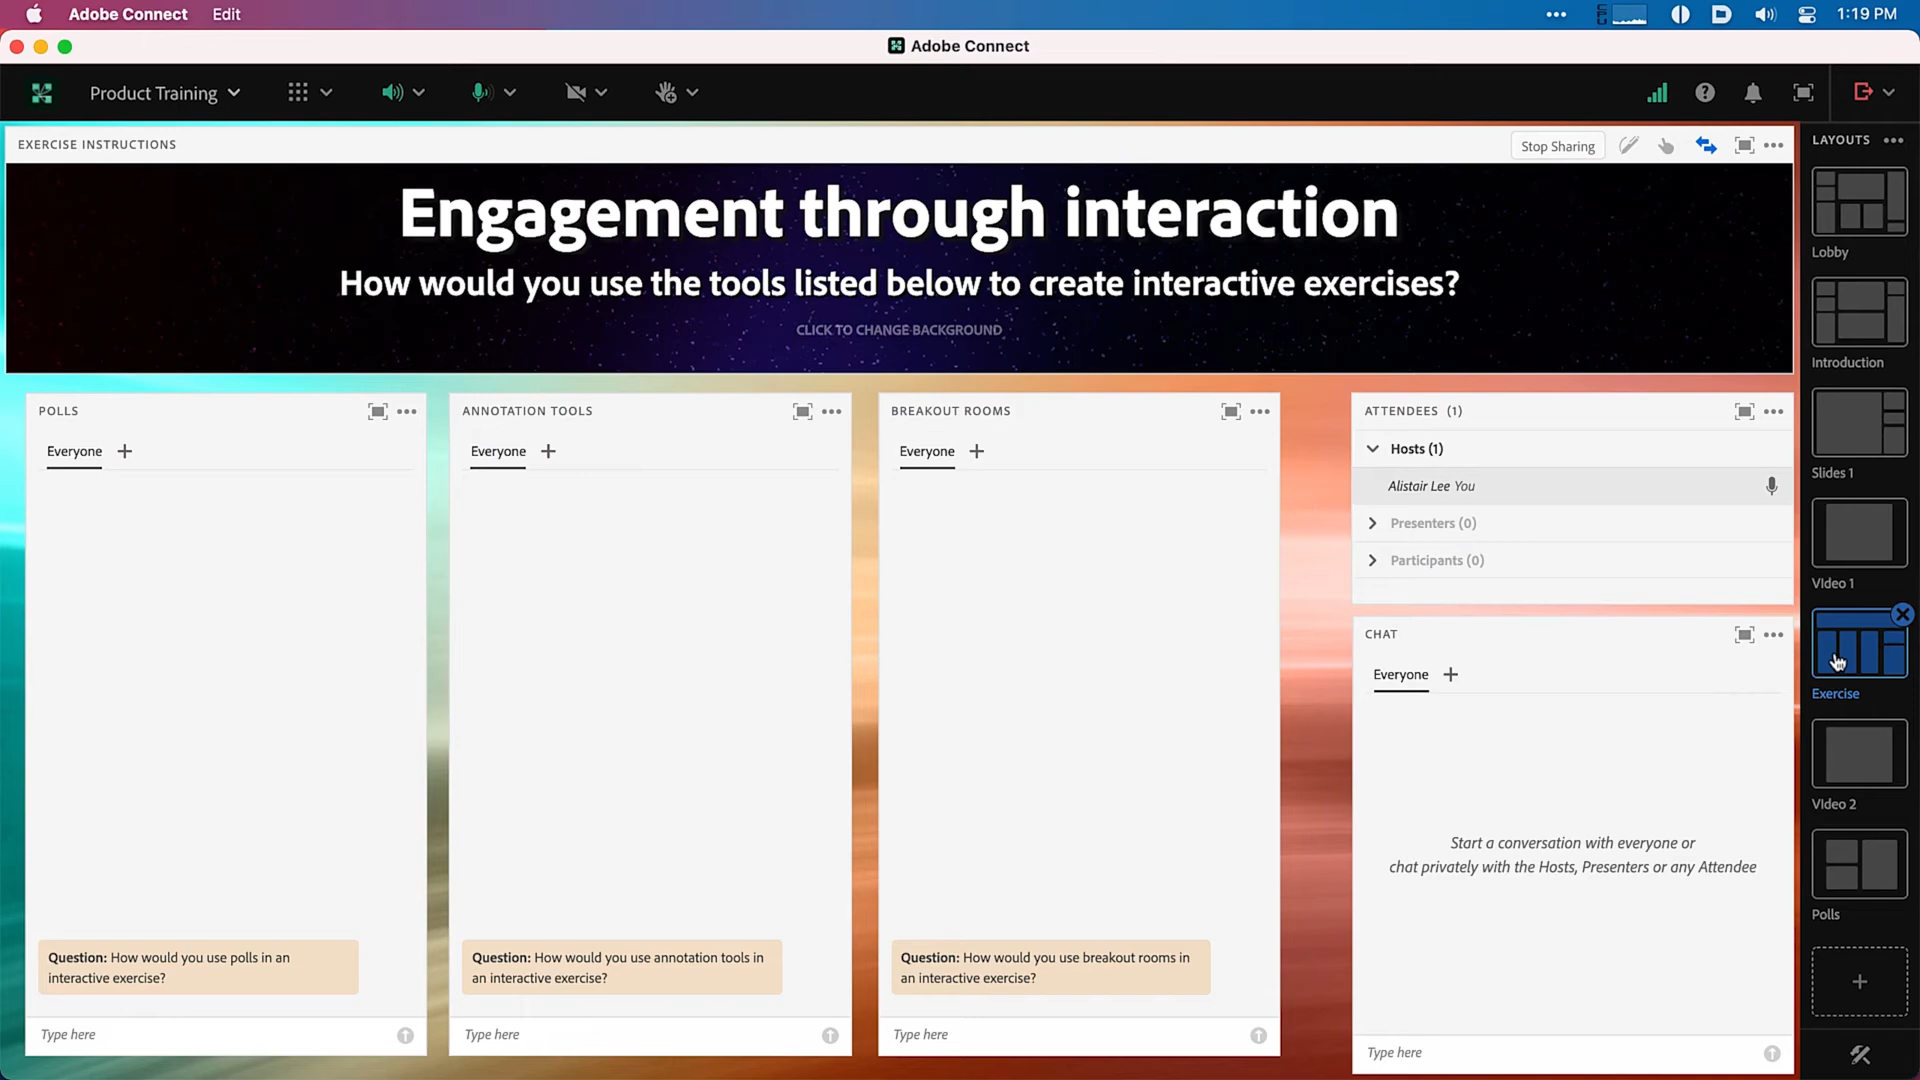 Adobe Connect Edit
1:19 PM
Adobe Connect
Product Training
EXERCISE INSTRUCTIONS
Stop Sharing
Engagement through interaction
How would you use the tools listed below to create interactive exercises?
CLICK TO CHANGE BACKGROUND
POLLS
Everyone
Question: How would you use polls in an
interactive exercise?
Type here
ANNOTATION TOOLS
Everyone
Question: How would you use annotation tools in
an interactive exercise?
Type here
BREAKOUT ROOMS
Everyone
Question: How would you use breakout rooms in
an interactive exercise?
Type here
ATTENDEES (1)
Hosts (1)
Alistair Lee You
Presenters (0)
Participants (0)
CHAT
Everyone
Start a conversation with everyone or
chat privately with the Hosts, Presenters or any Attendee
Type here
LAYOUTS
Lobby
Introduction
Slides 1
VIdeo 1
Exercise
VIdeo 2
Polls